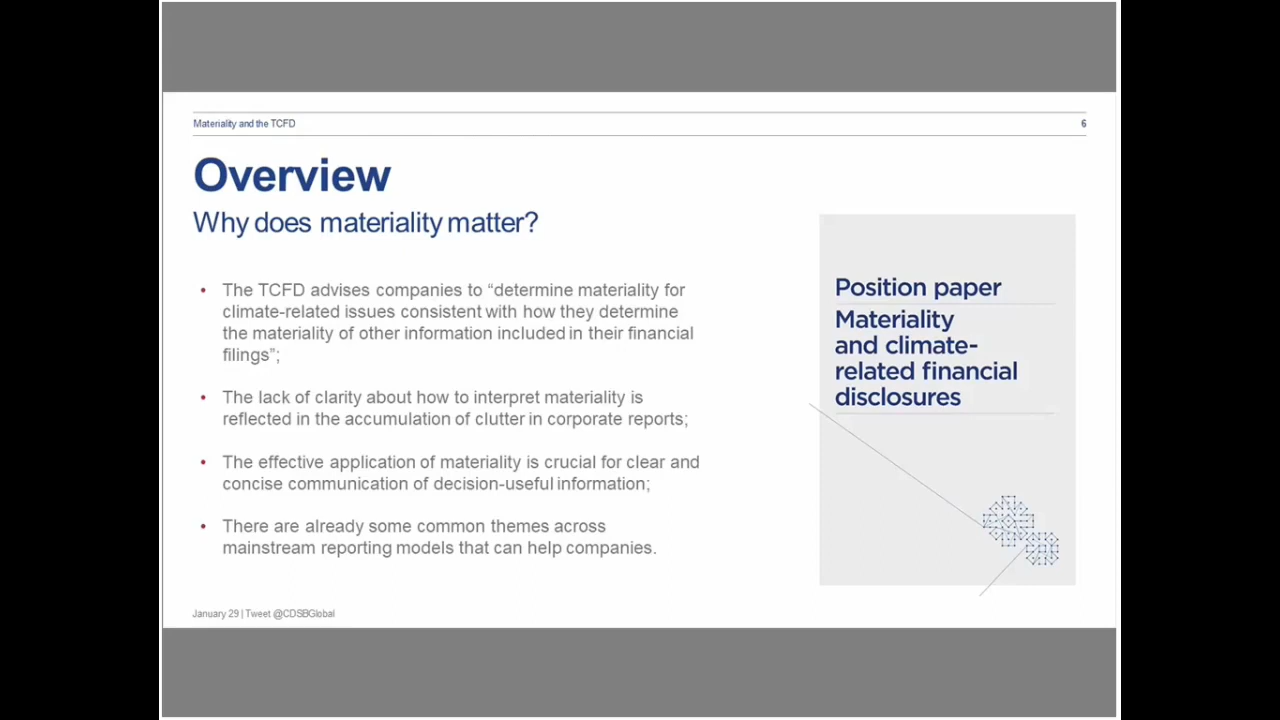 Materiality and the TCFD
6
Overview
Why does materiality matter?
• The TCFD advises companies to “determine materiality for
climate-related issues consistent with how they determine
the materiality of other information included in their financial
filings”;
• The lack of clarity about how to interpret materiality is
reflected in the accumulation of clutter in corporate reports;
• The effective application of materiality is crucial for clear and
concise communication of decision-useful information;
• There are already some common themes across
mainstream reporting models that can help companies.
Position paper
Materiality
and climate-
related financial
disclosures
January 29 | Tweet @CDSBGlobal